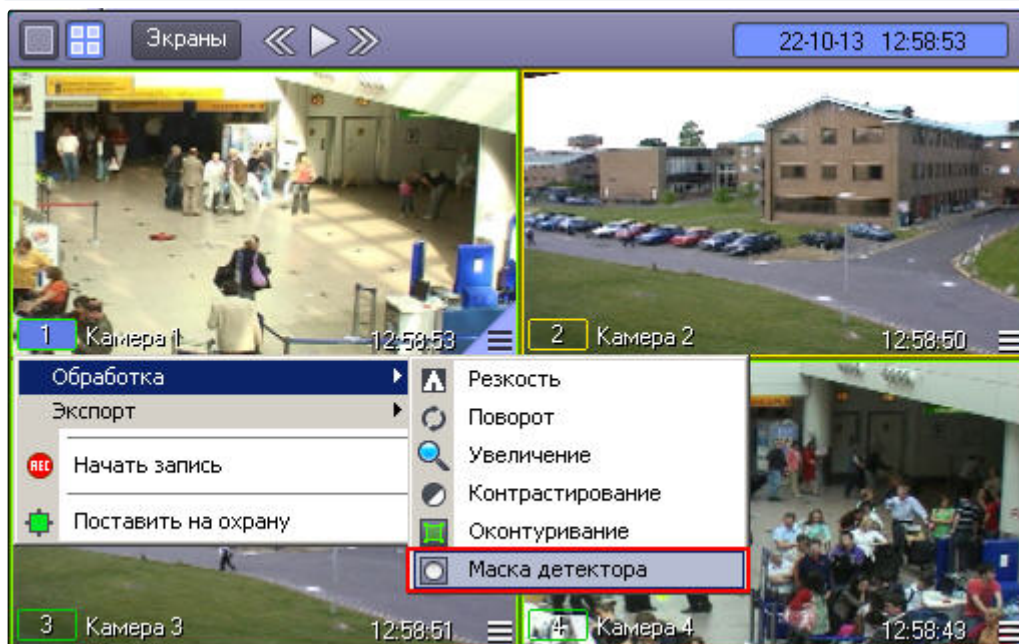 Экраны
22-10-13 12:58:53
1 Камера 1 12:58:53
2 Камера 2 12:58:50
Обработка
Экспорт
REC Начать запись
Поставить на охрану
Резкость
Поворот
Увеличение
Контрастирование
Оконтуривание
Маска детектора
3 Камера 3 12:58:51
4 Камера 4 12:58:43